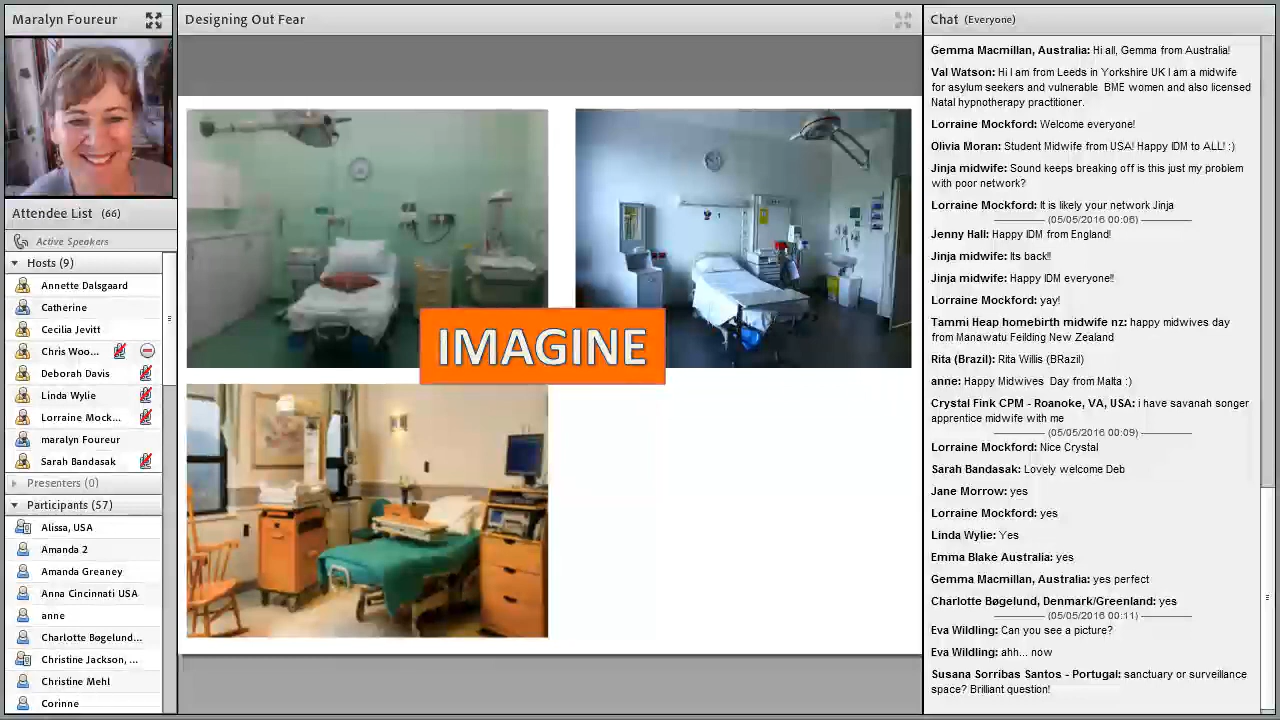 Maralyn Foureur
Attendee List (66)
Active Speakers
Hosts (9)
Annette Dalsgaard
Catherine
Cecilia Jevitt
Chris Woo...
Deborah Davis
Linda Wylie
Lorraine Mock...
maralyn Foureur
Sarah Bandasak
Presenters (0)
Participants (57)
Alissa, USA
Amanda 2
Amanda Greaney
Anna Cincinnati USA
anne
Charlotte Bøgelund...
Christine Jackson, ...
Christine Mehl
Corinne
Designing Out Fear
IMAGINE
Chat (Everyone)
Gemma Macmillan, Australia: Hi all, Gemma from Australia!
Val Watson: Hi I am from Leeds in Yorkshire UK I am a midwife
for asylum seekers and vulnerable BME women and also licensed
Natal hypnotherapy practitioner.
Lorraine Mockford: Welcome everyone!
Olivia Moran: Student Midwife from USA! Happy IDM to ALL! :)
Jinja midwife: Sound keeps breaking off is this just my problem
with poor network?
Lorraine Mockford: It is likely your network Jinja
(05/05/2016 00:06)
Jenny Hall: Happy IDM from England!
Jinja midwife: Its back!!
Jinja midwife: Happy IDM everyone!!
Lorraine Mockford: yay!
Tammi Heap homebirth midwife nz: happy midwives day
from Manawatu Feilding New Zealand
Rita (Brazil): Rita Willis (BRazil)
anne: Happy Midwives Day from Malta :)
Crystal Fink CPM - Roanoke, VA, USA: i have savanah songer
apprentice midwife with me
(05/05/2016 00:09)
Lorraine Mockford: Nice Crystal
Sarah Bandasak: Lovely welcome Deb
Jane Morrow: yes
Lorraine Mockford: yes
Linda Wylie: Yes
Emma Blake Australia: yes
Gemma Macmillan, Australia: yes perfect
Charlotte Bøgelund, Denmark/Greenland: yes
(05/05/2016 00:11)
Eva Wildling: Can you see a picture?
Eva Wildling: ahh... now
Susana Sorribas Santos - Portugal: sanctuary or surveillance
space? Brilliant question!